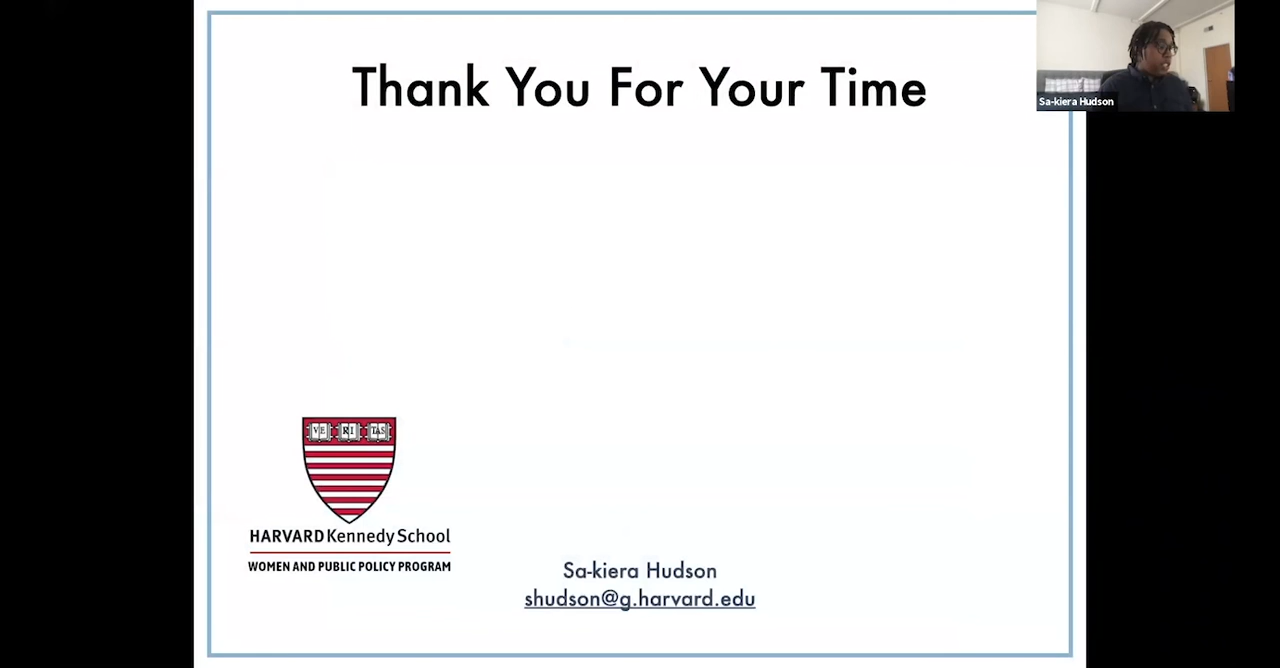 Thank You For Your Time
Sa-kiera Hudson
VE RI TAS
HARVARD Kennedy School
WOMEN AND PUBLIC POLICY PROGRAM
Sa-kiera Hudson
shudson@g.harvard.edu